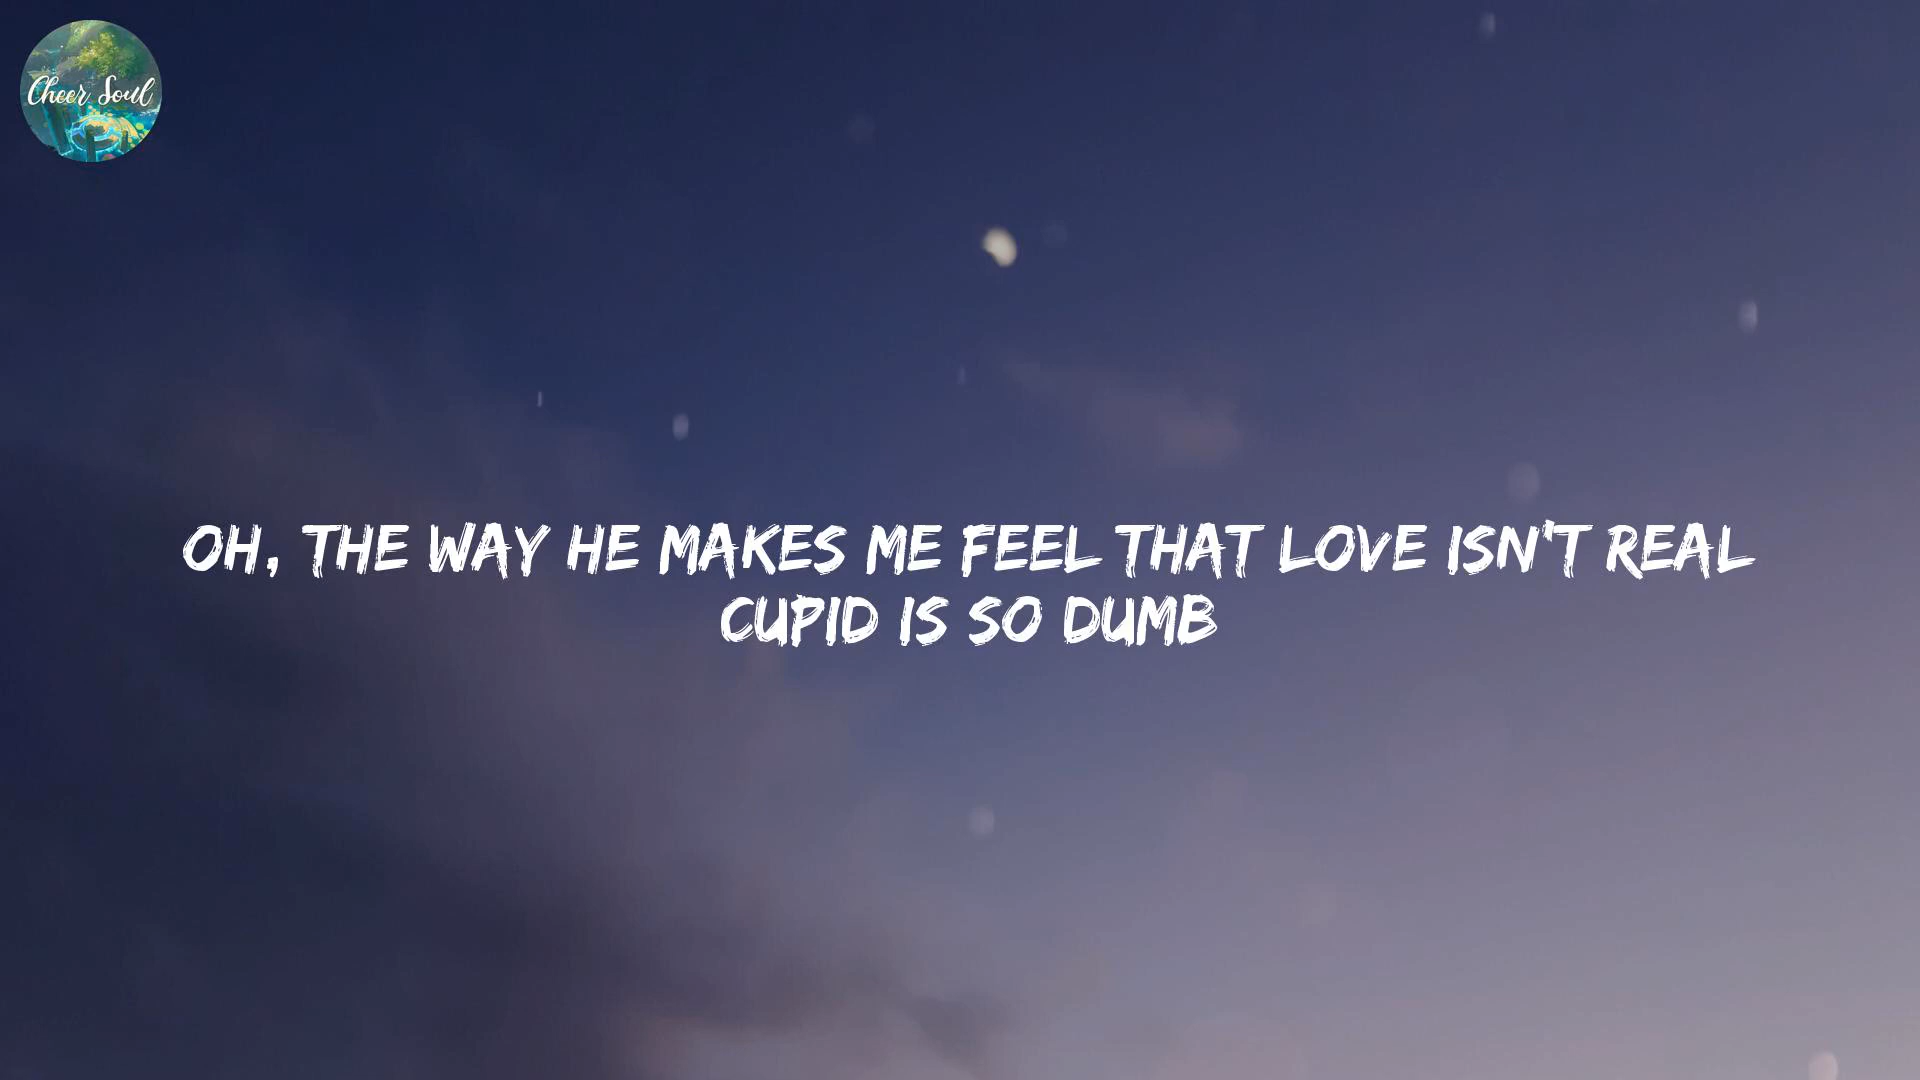 Cheer Soul
OH, THE WAY HE MAKES ME FEEL THAT LOVE ISN'T REAL
CUPID IS SO DUMB